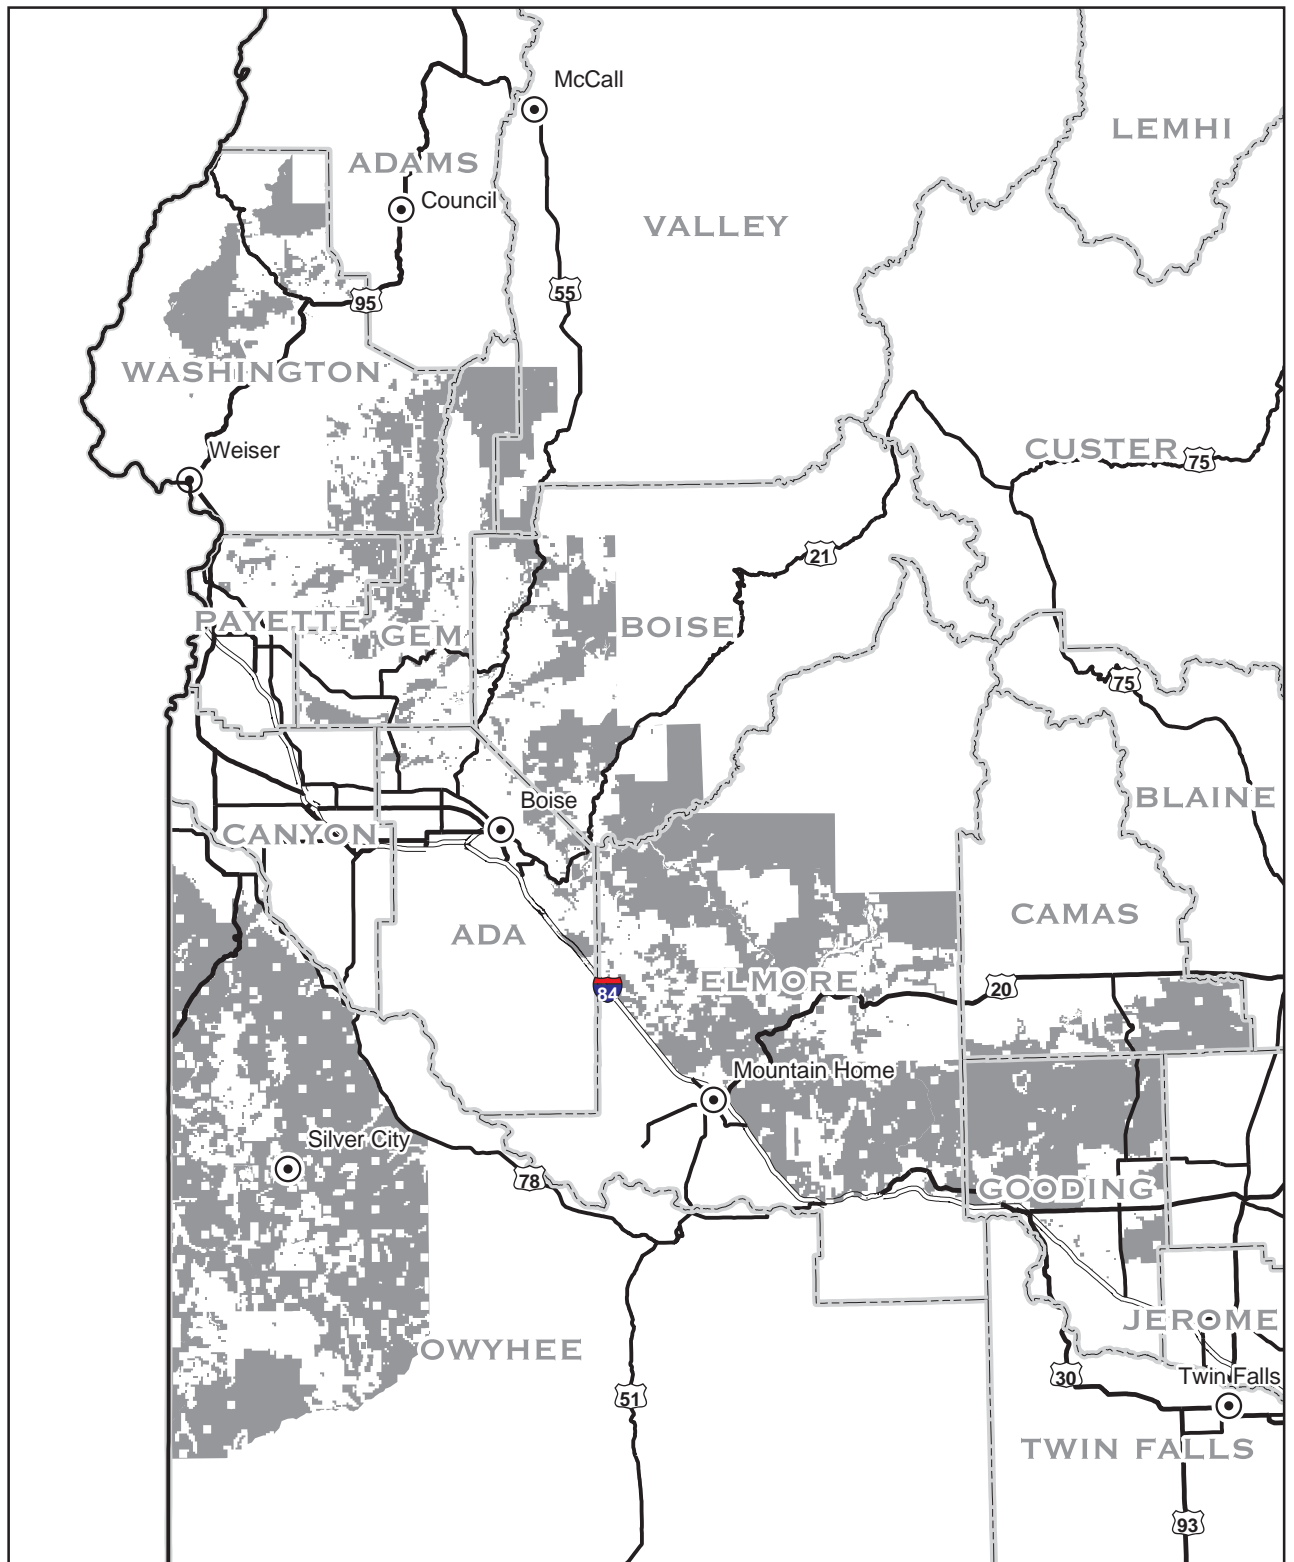 McCall
LEMHI
ADAMS
Council
VALLEY
95
55
WASHINGTON
Weiser
CUSTER
75
21
PAYETTE
GEM
BOISE
75
Boise
BLAINE
CANYON
CAMAS
ADA
ELMORE
84
20
Mountain Home
Silver City
78
GOODING
JEROME
OWYHEE
30
Twin Falls
51
TWIN FALLS
93